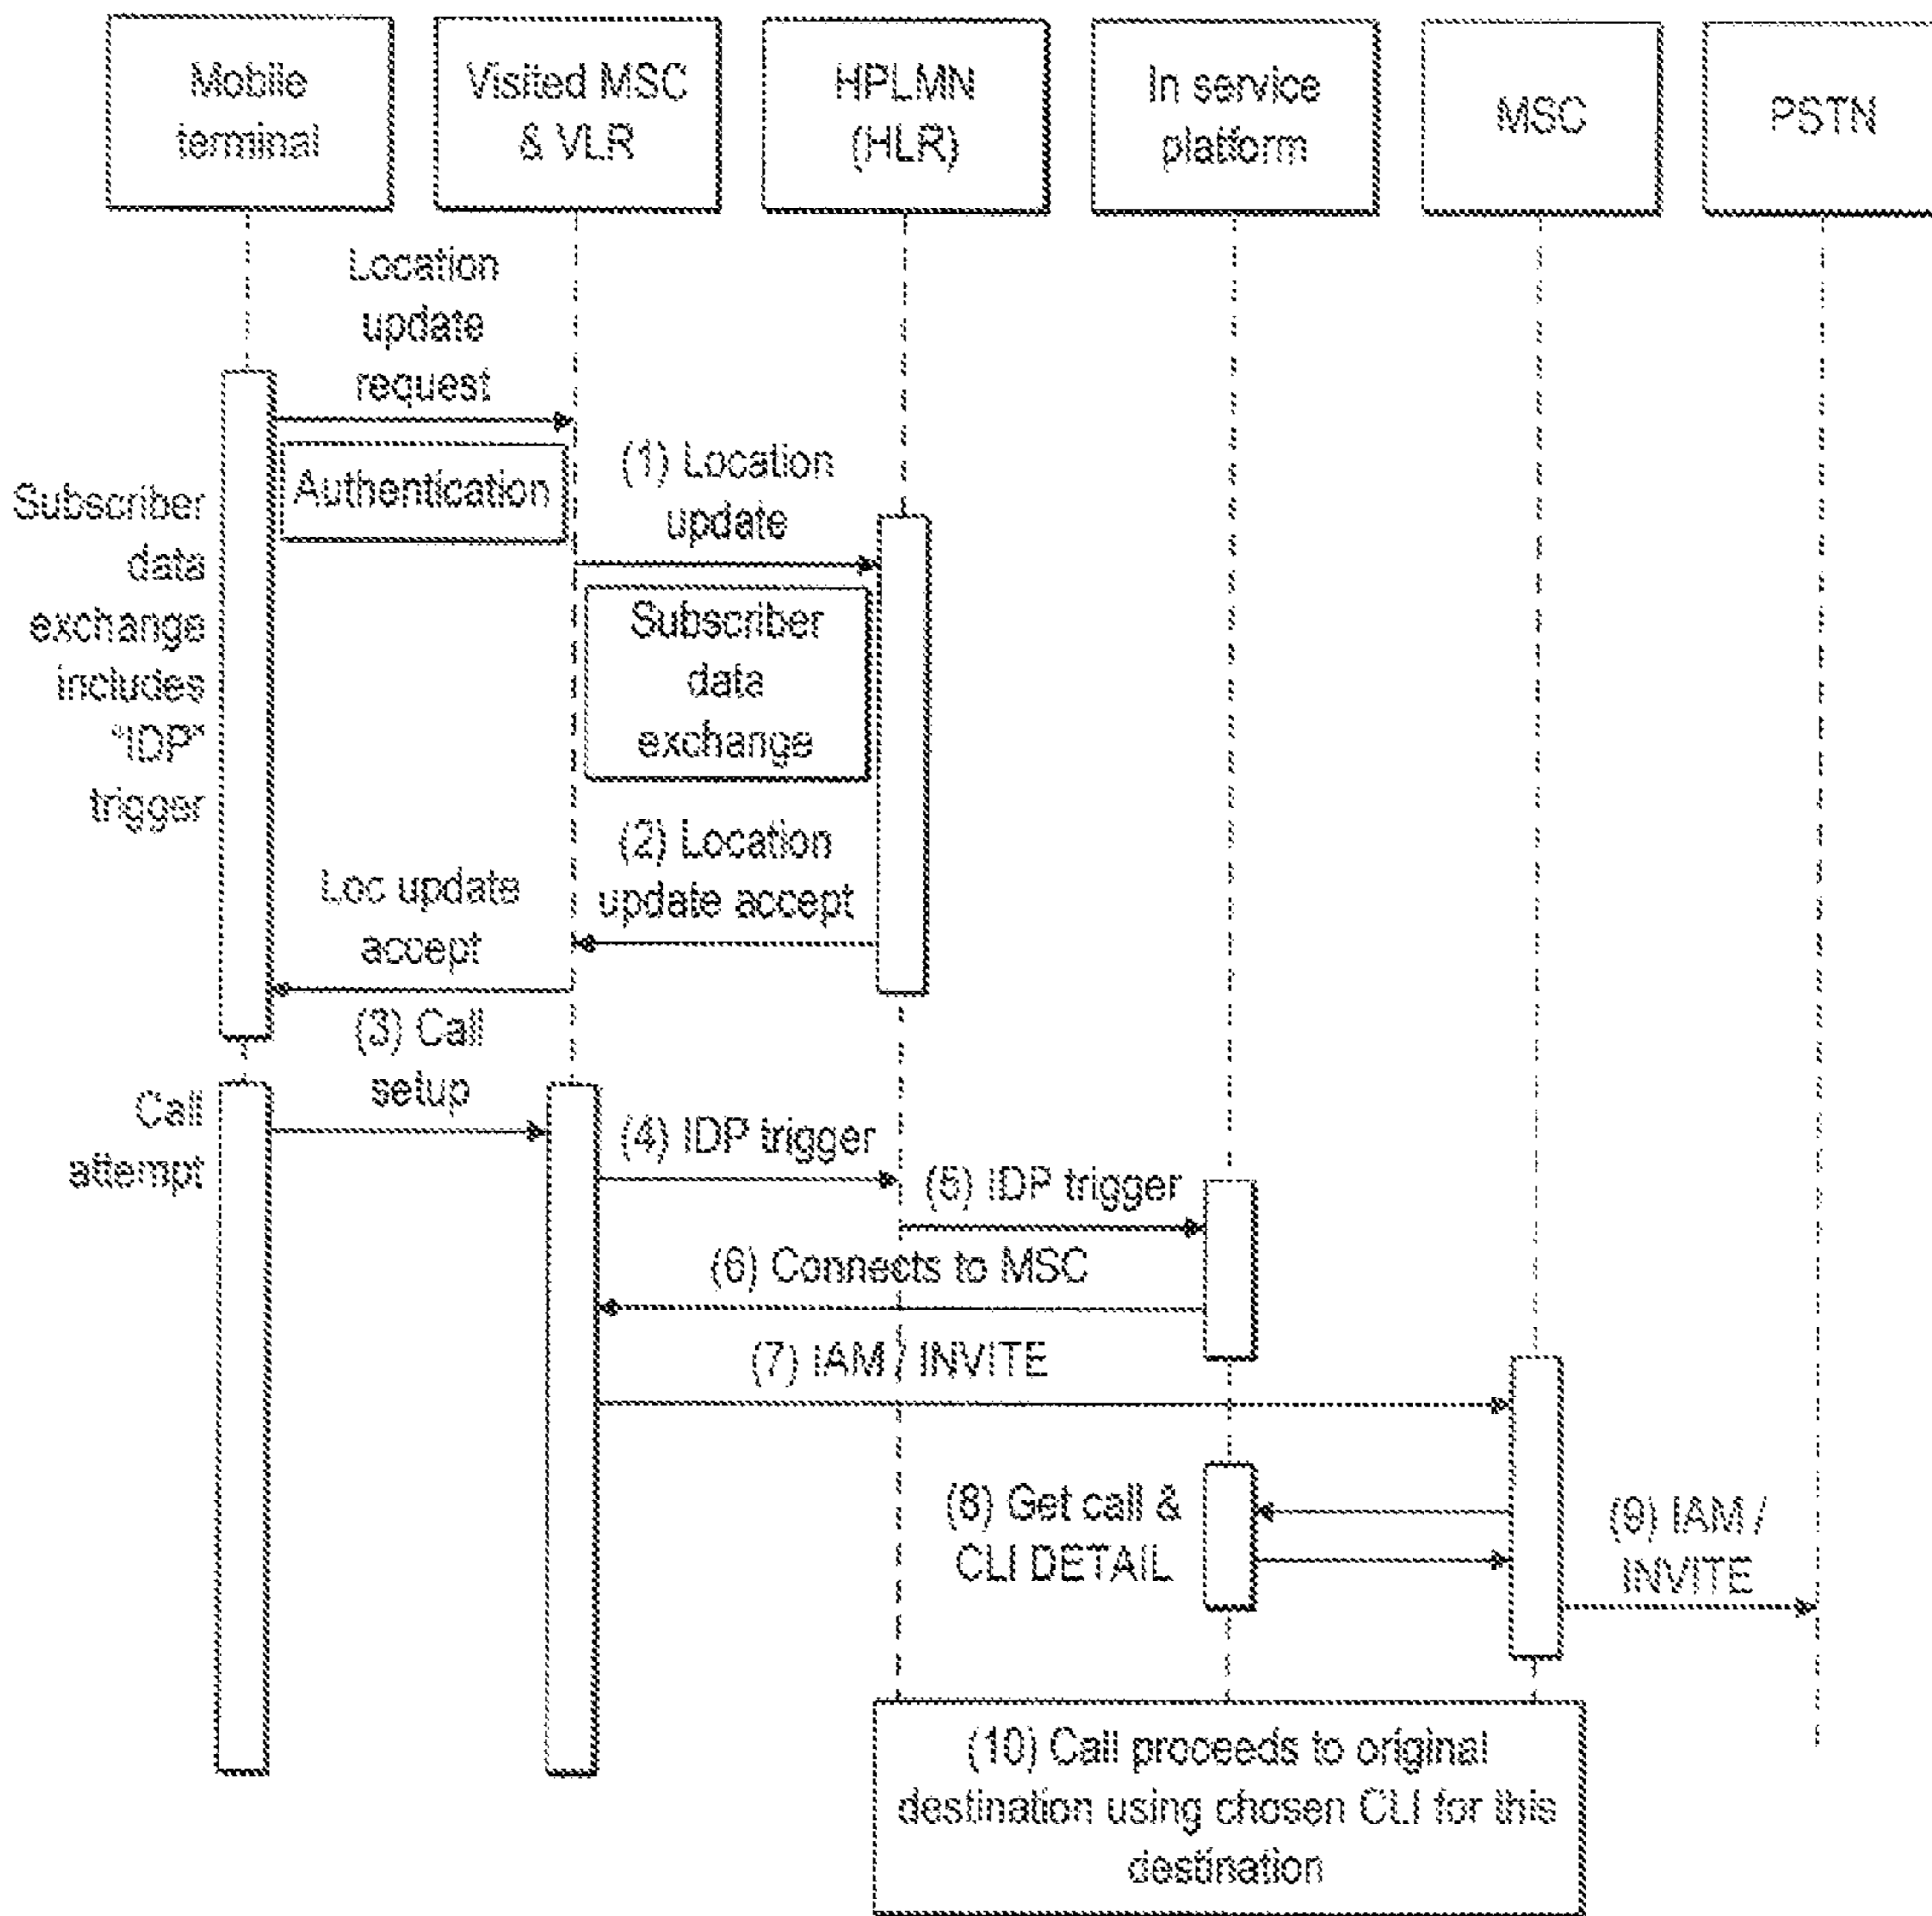 Mobile
terminal
Visited MSC
& VLR
HPLMN
(HLR)
In service
platform
MSC
PSTN
Location
update
request
Authentication
(1) Location
update
Subscriber
data
exchange
includes
"IDP"
trigger
Subscriber
data
exchange
(2) Location
update accept
Loc update
accept
(3) Call
setup
Call
attempt
(4) IDP trigger
(5) IDP trigger
(6) Connects to MSC
(7) IAM / INVITE
(8) Get call &
CLI DETAIL
(9) IAM /
INVITE
(10) Call proceeds to original
destination using chosen CLI for this
destination